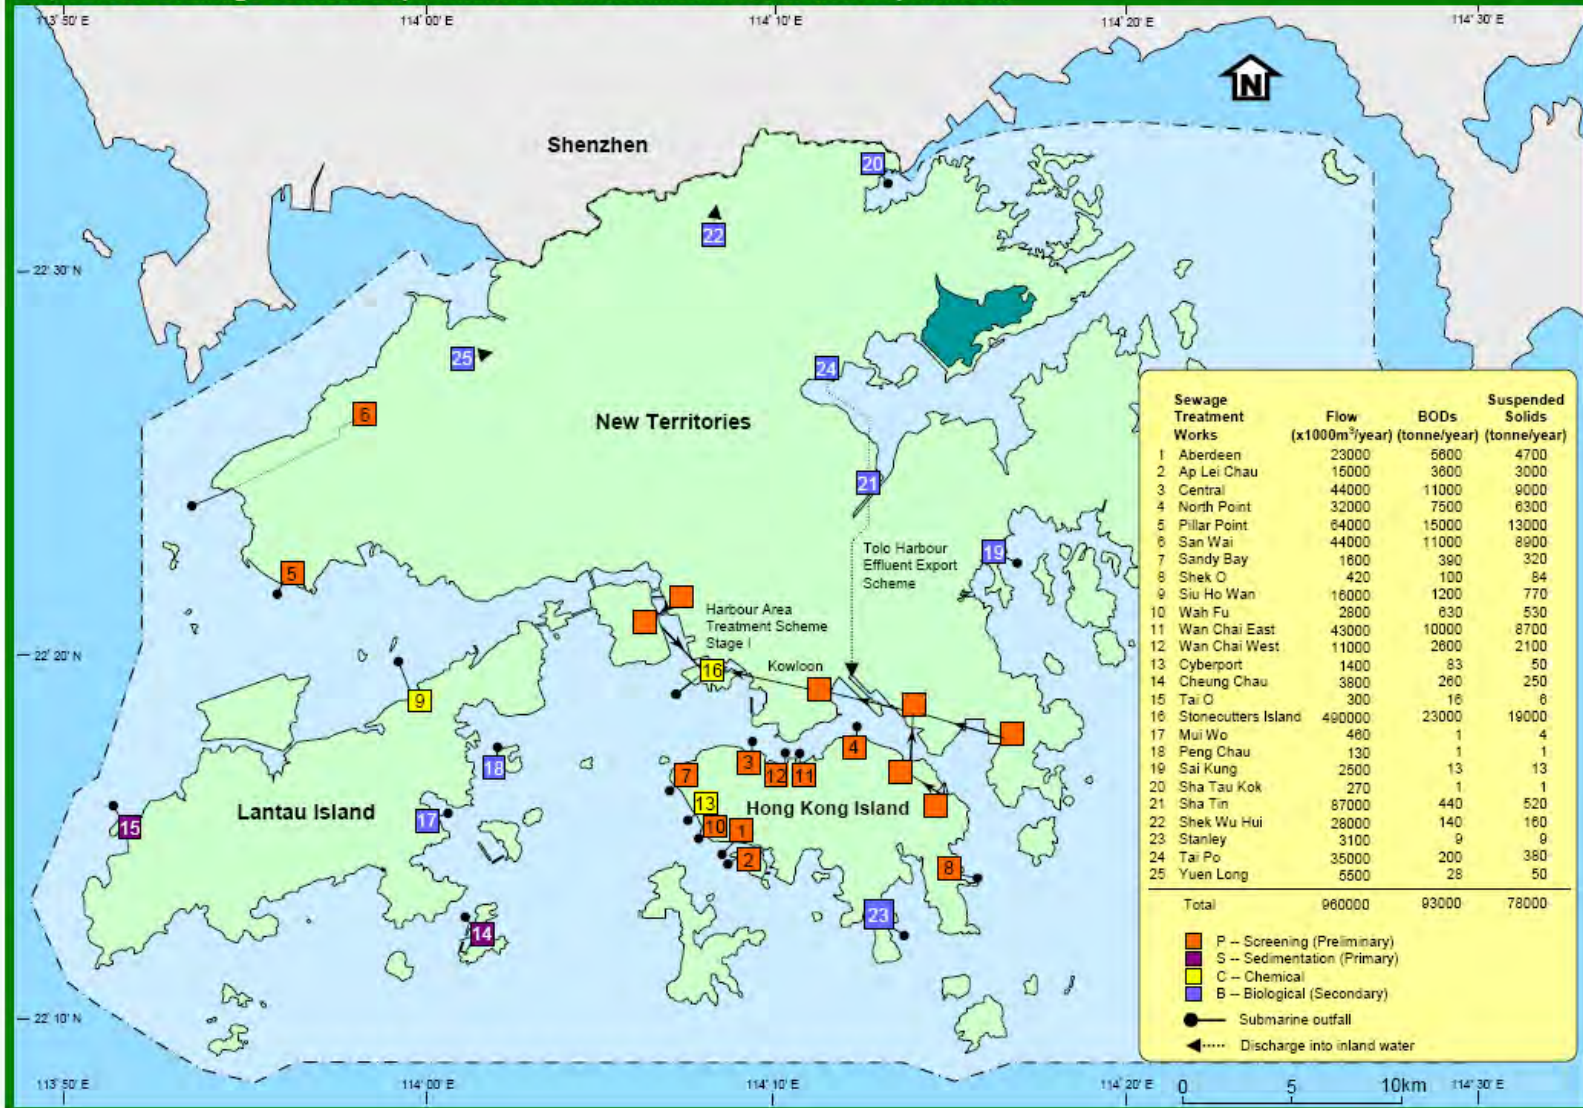 113° 50' E
114° 00' E
114° 10' E
114° 20' E
114° 30' E
N
Shenzhen
20
22
22° 30' N
25
24
6
New Territories
21
Tolo Harbour
Effluent Export
Scheme
19
5
Harbour Area
Treatment Scheme
Stage I
22° 20' N
16
Kowloon
9
4
3
12
11
7
18
13
Hong Kong Island
Lantau Island
17
15
10
1
2
8
23
14
22° 10' N
Sewage Treatment Works Flow (x1000m³/year) BODs (tonne/year) Suspended Solids (tonne/year)
1 Aberdeen 23000 5600 4700
2 Ap Lei Chau 15000 3600 3000
3 Central 44000 11000 9000
4 North Point 32000 7500 6300
5 Pillar Point 64000 15000 13000
6 San Wai 44000 11000 8900
7 Sandy Bay 1600 390 320
8 Shek O 420 100 84
9 Siu Ho Wan 16000 1200 770
10 Wah Fu 2800 630 530
11 Wan Chai East 43000 10000 8700
12 Wan Chai West 11000 2600 2100
13 Cyberport 1400 83 50
14 Cheung Chau 3800 260 250
15 Tai O 300 16 6
16 Stonecutters Island 490000 23000 19000
17 Mui Wo 460 1 4
18 Peng Chau 130 1 1
19 Sai Kung 2500 13 13
20 Sha Tau Kok 270 1 1
21 Sha Tin 87000 440 520
22 Shek Wu Hui 28000 140 160
23 Stanley 3100 9 9
24 Tai Po 35000 200 380
25 Yuen Long 5500 28 50
Total 960000 93000 78000
P -- Screening (Preliminary)
S -- Sedimentation (Primary)
C -- Chemical
B -- Biological (Secondary)
Submarine outfall
Discharge into inland water
113° 50' E
114° 00' E
114° 10' E
114° 20' E
0 5 10km
114° 30' E